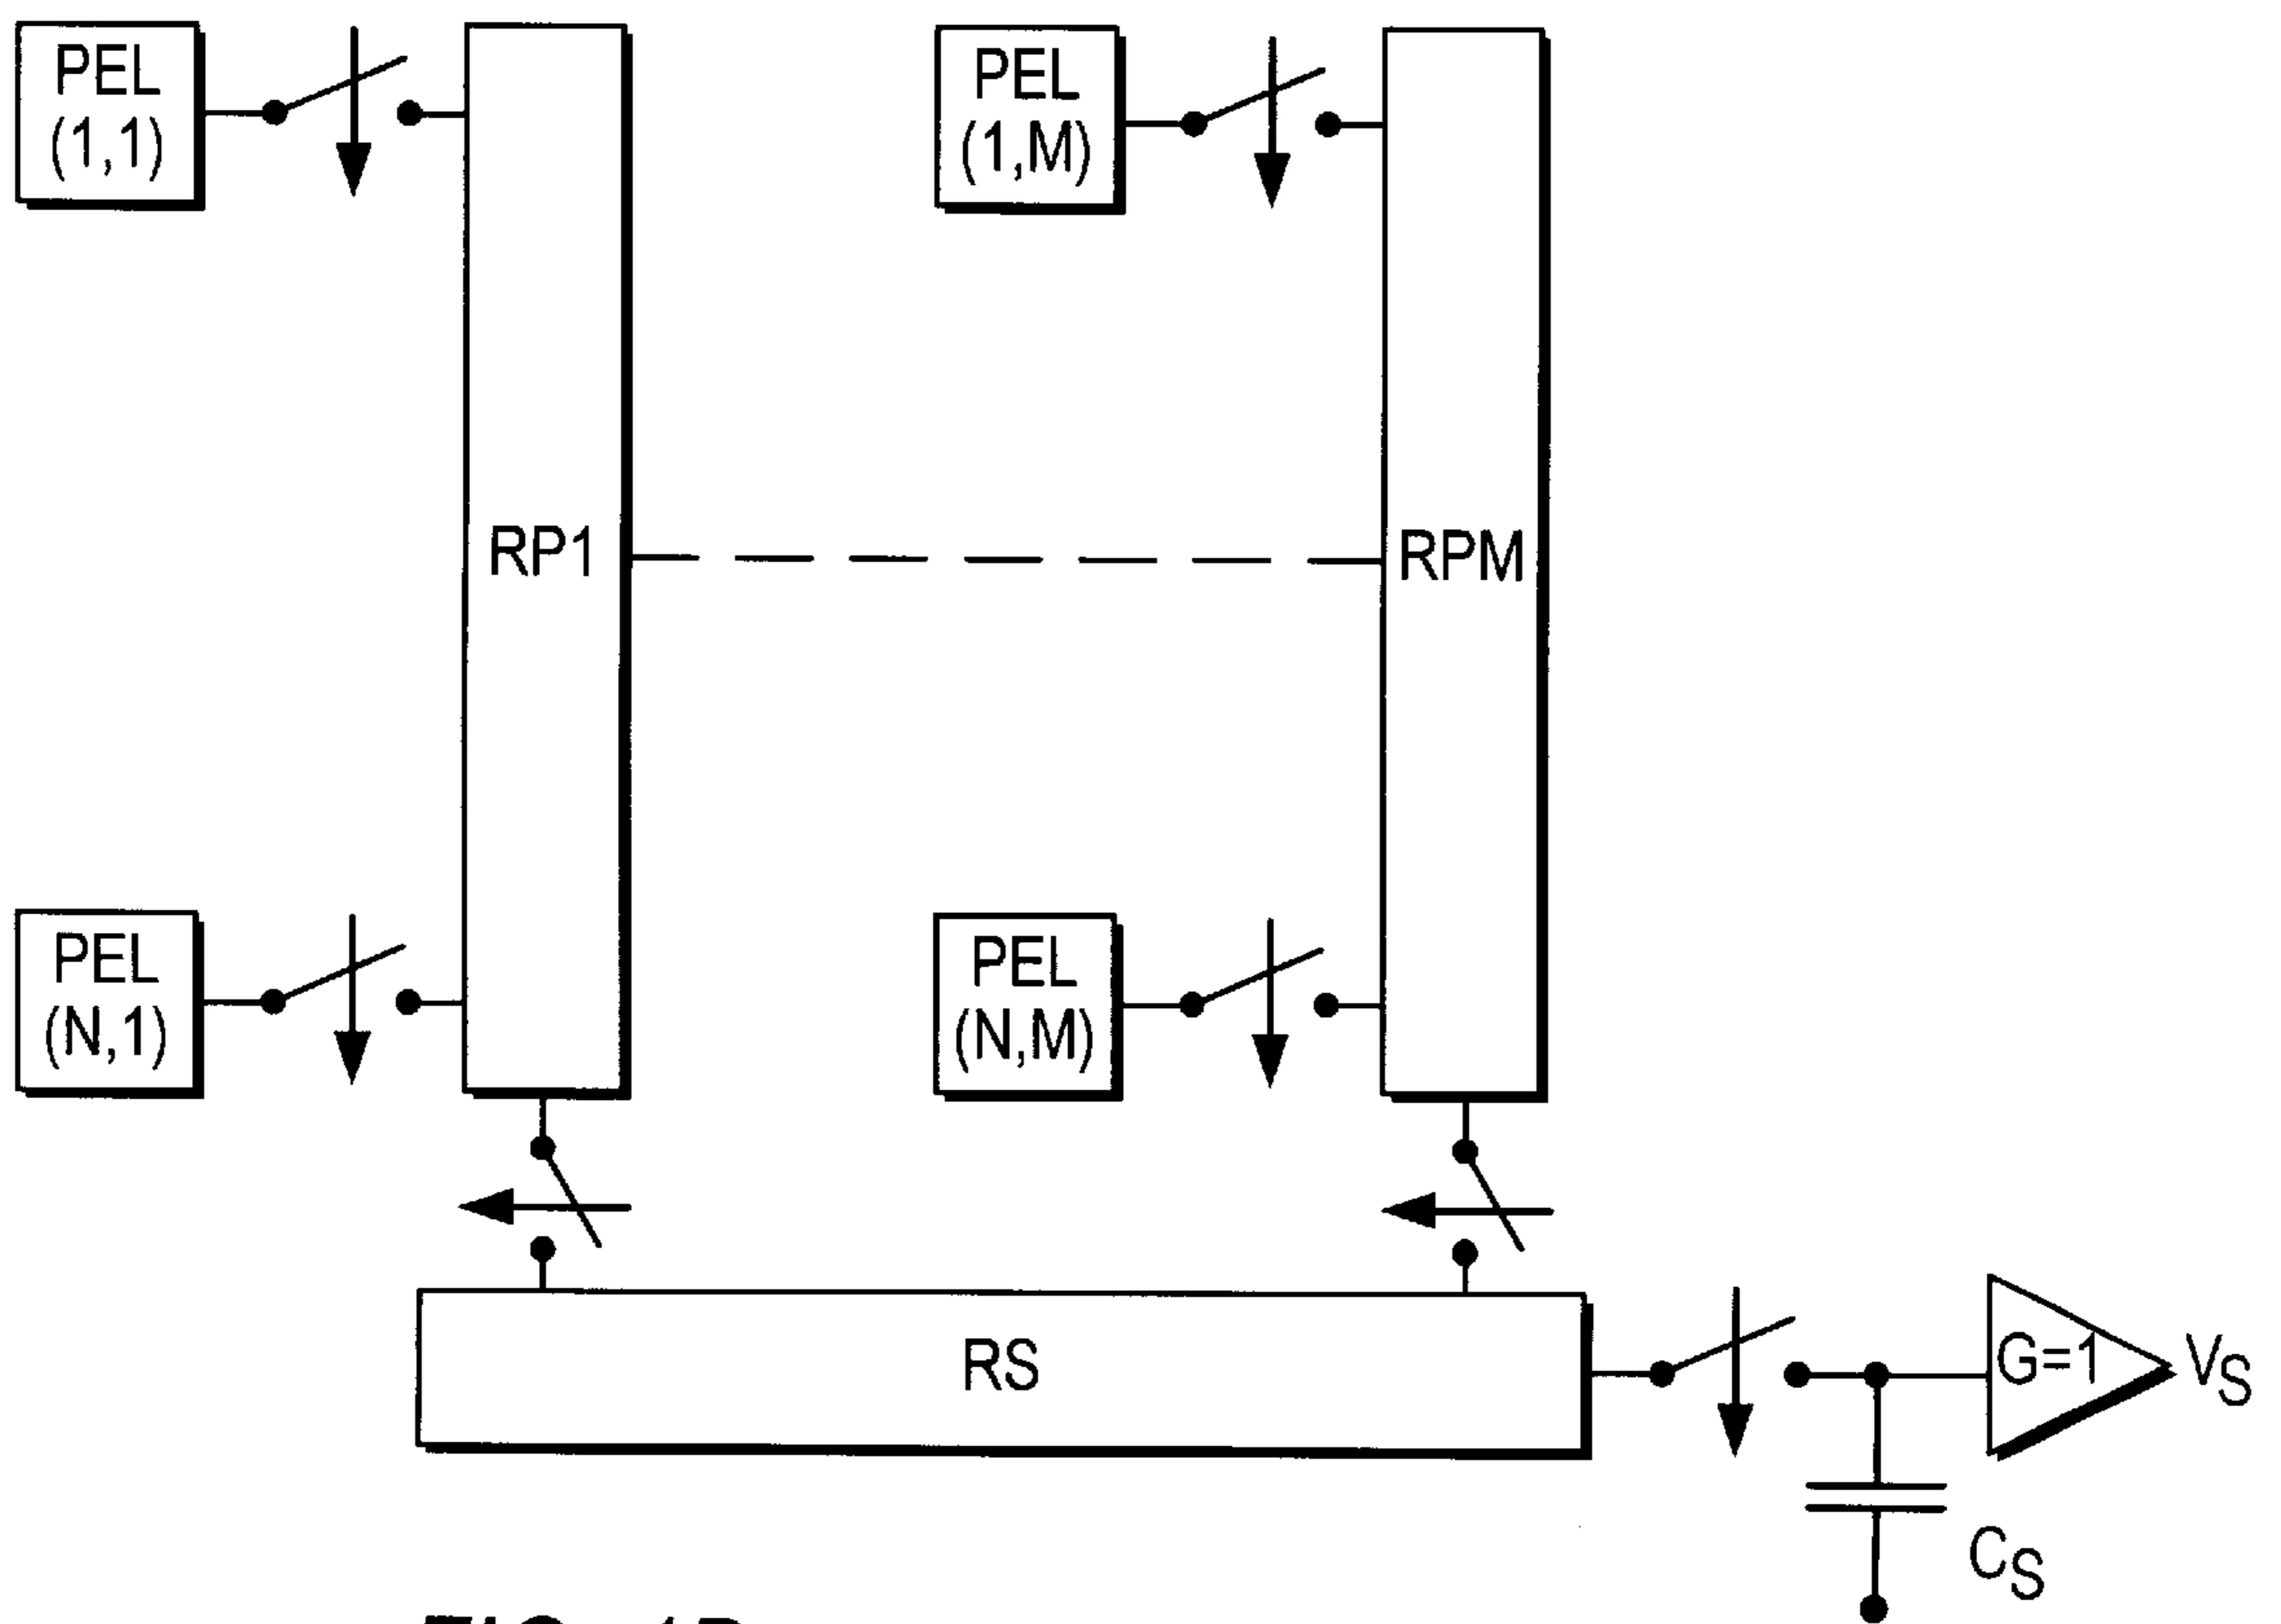 PEL
(1,1)
PEL
(1,M)
RP1
RPM
PEL
(N,1)
PEL
(N,M)
RS
G=1
VS
CS